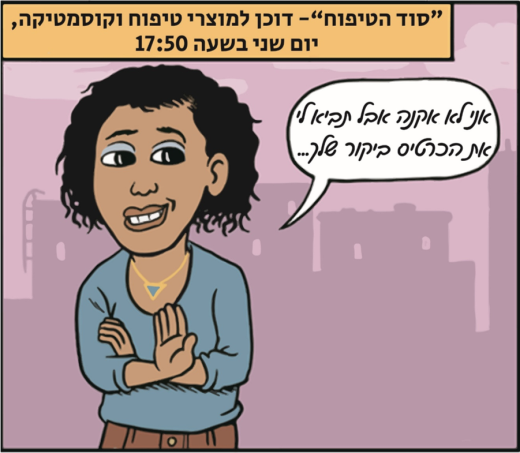 ”סוד הטיפוח“- דוכן למוצרי טיפוח וקוסמטיקה,
יום שני בשעה 17:50
אני לא אקנה אבל תביא לי
את הכרטיס ביקור שלך...